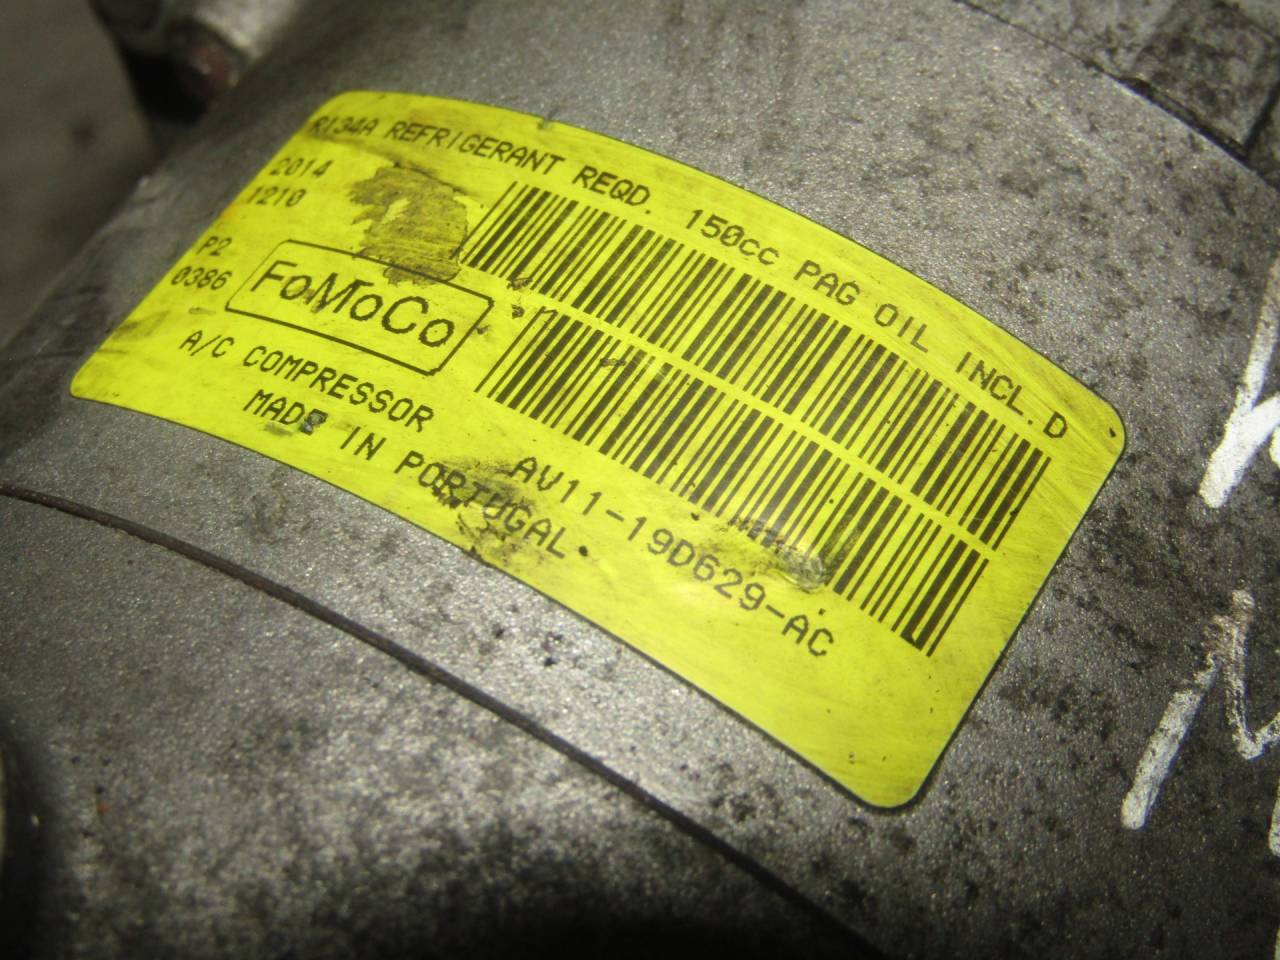 R134A REFRIGERANT REQD. 150cc PAG OIL INCL.D
2014
1210
P2
0386
FoMoCo
A/C COMPRESSOR
MADE IN PORTUGAL
AV11-19D629-AC